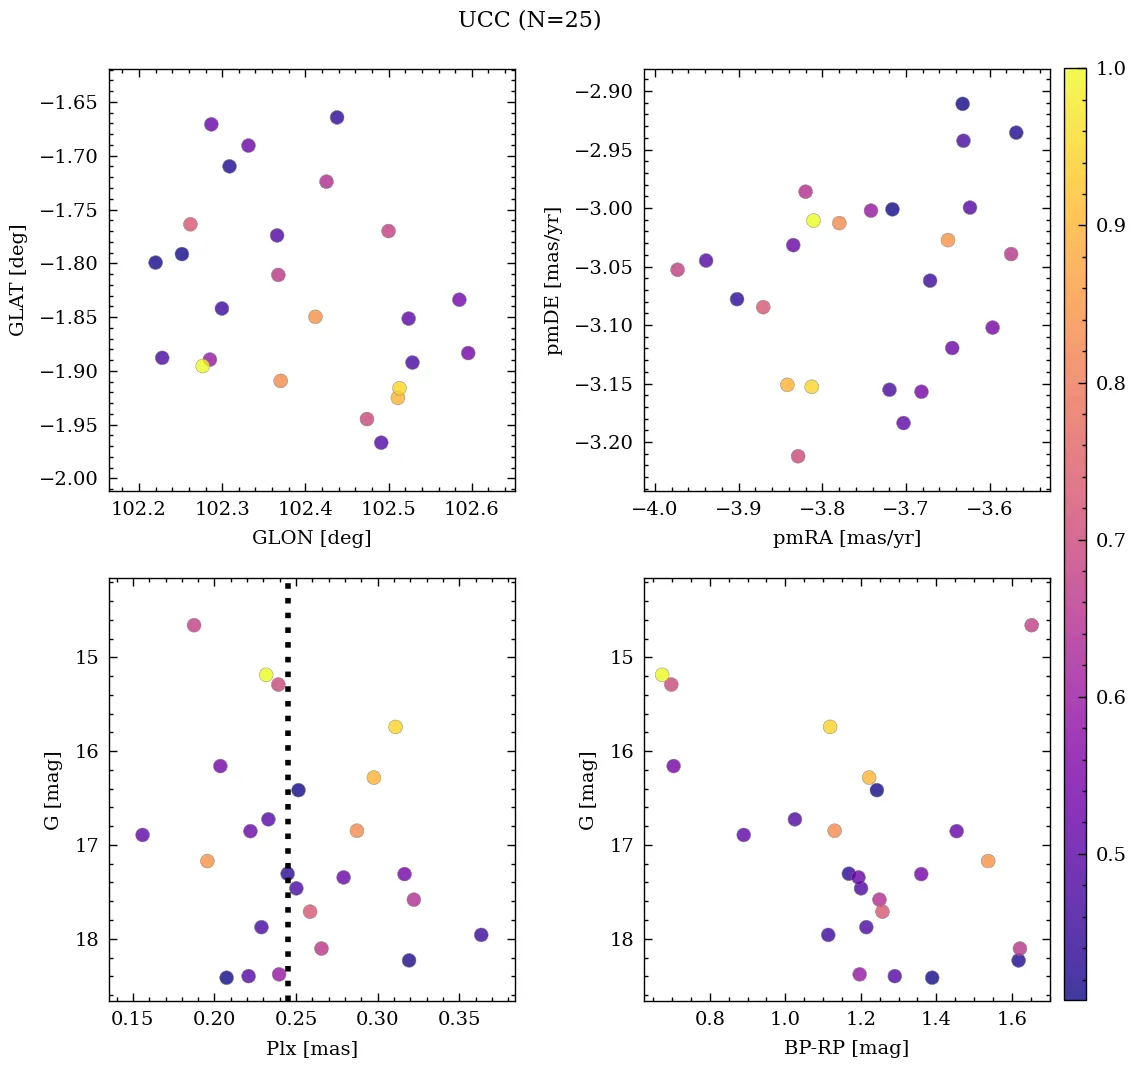 UCC (N=25)
−1.65
−1.70
−1.75
−1.80
−1.85
−1.90
−1.95
−2.00
GLAT [deg]
102.2 102.3 102.4 102.5 102.6
GLON [deg]
−2.90
−2.95
−3.00
−3.05
−3.10
−3.15
−3.20
pmDE [mas/yr]
−4.0 −3.9 −3.8 −3.7 −3.6
pmRA [mas/yr]
1.0
0.9
0.8
0.7
0.6
0.5
15
16
17
18
G [mag]
0.15 0.20 0.25 0.30 0.35
Plx [mas]
15
16
17
18
G [mag]
0.8 1.0 1.2 1.4 1.6
BP-RP [mag]